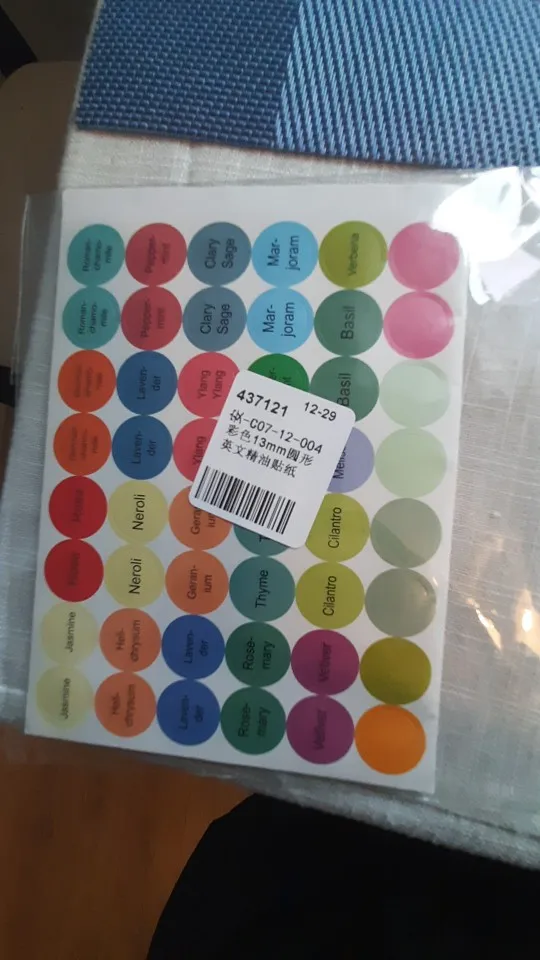 Roman-
chamo-
mile
Pepper-
mint
Clary
Sage
Mar-
joram
Verbena
Roman-
chamo-
mile
Pepper-
mint
Clary
Sage
Mar-
joram
Basil
Laven-
der
Ylang
Ylang
Basil
Laven-
der
Ylang
437121 12-29
C07-12-004
彩色13mm圆形
英文精油贴纸
Neroli
Cilantro
Neroli
Geran-
ium
Thyme
Cilantro
Jasmine
Heli-
chrysum
Laven-
der
Rose-
mary
Vetiver
Jasmine
Heli-
chrysum
Laven-
der
Rose-
mary
Vetiver